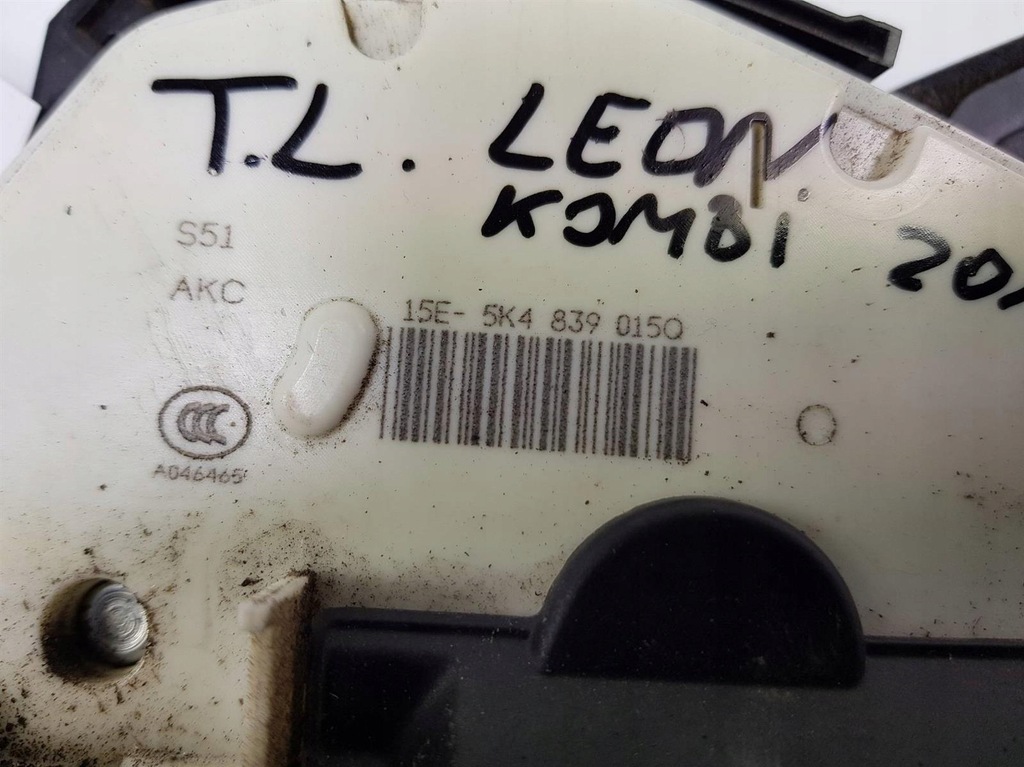 T.L. LEON
KOMBI
S51
AKC
15E- 5K4 839 015Q
A046465